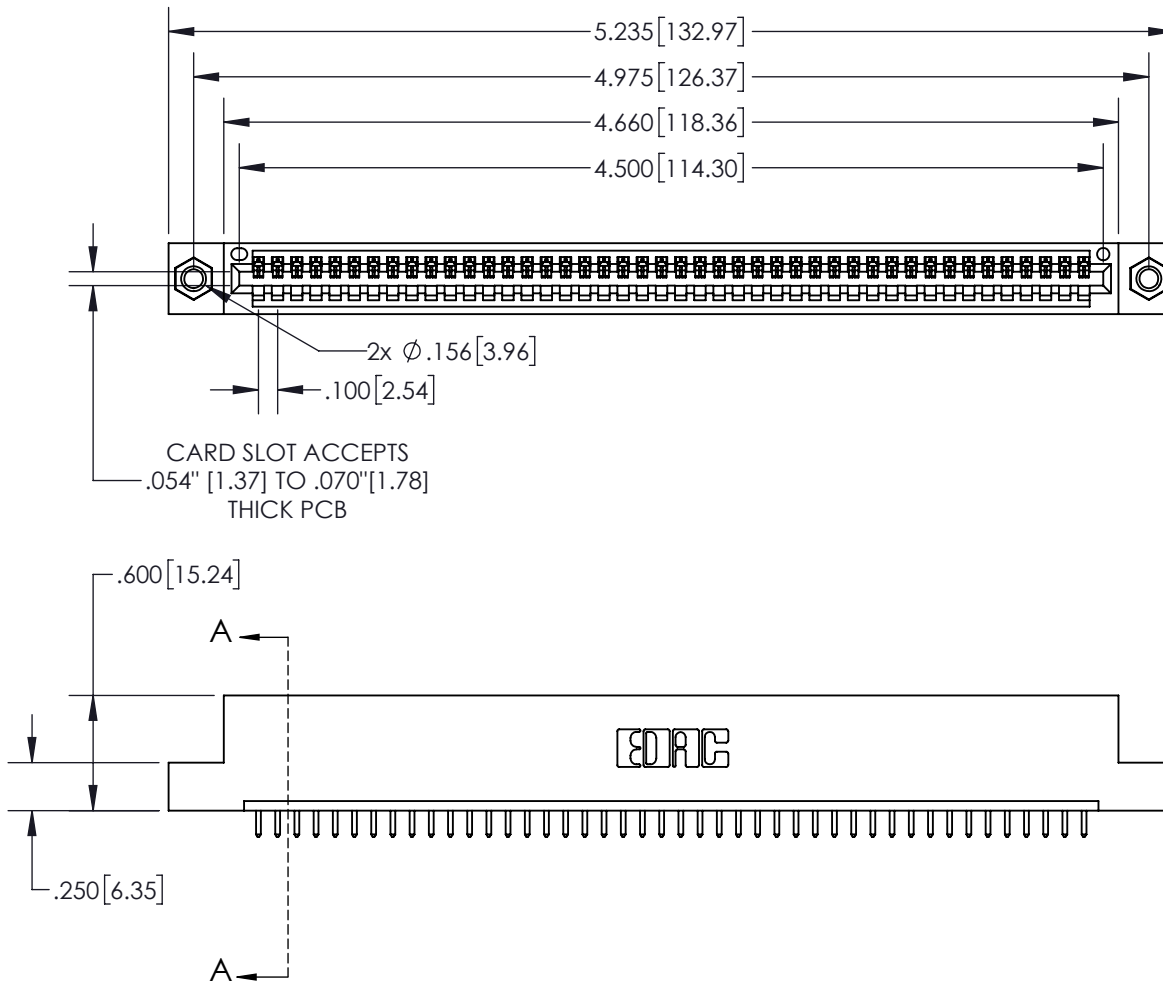 5.235[132.97]
4.975[126.37]
4.660[118.36]
4.500[114.30]
2x Ø.156[3.96]
.100[2.54]
CARD SLOT ACCEPTS
.054" [1.37] TO .070"[1.78]
THICK PCB
.600[15.24]
A
EDAC
.250[6.35]
A